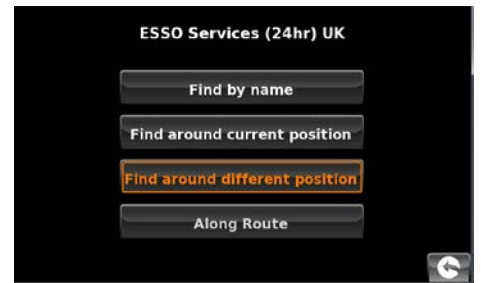 ESSO Services (24hr) UK
Find by name
Find around current position
Find around different position
Along Route